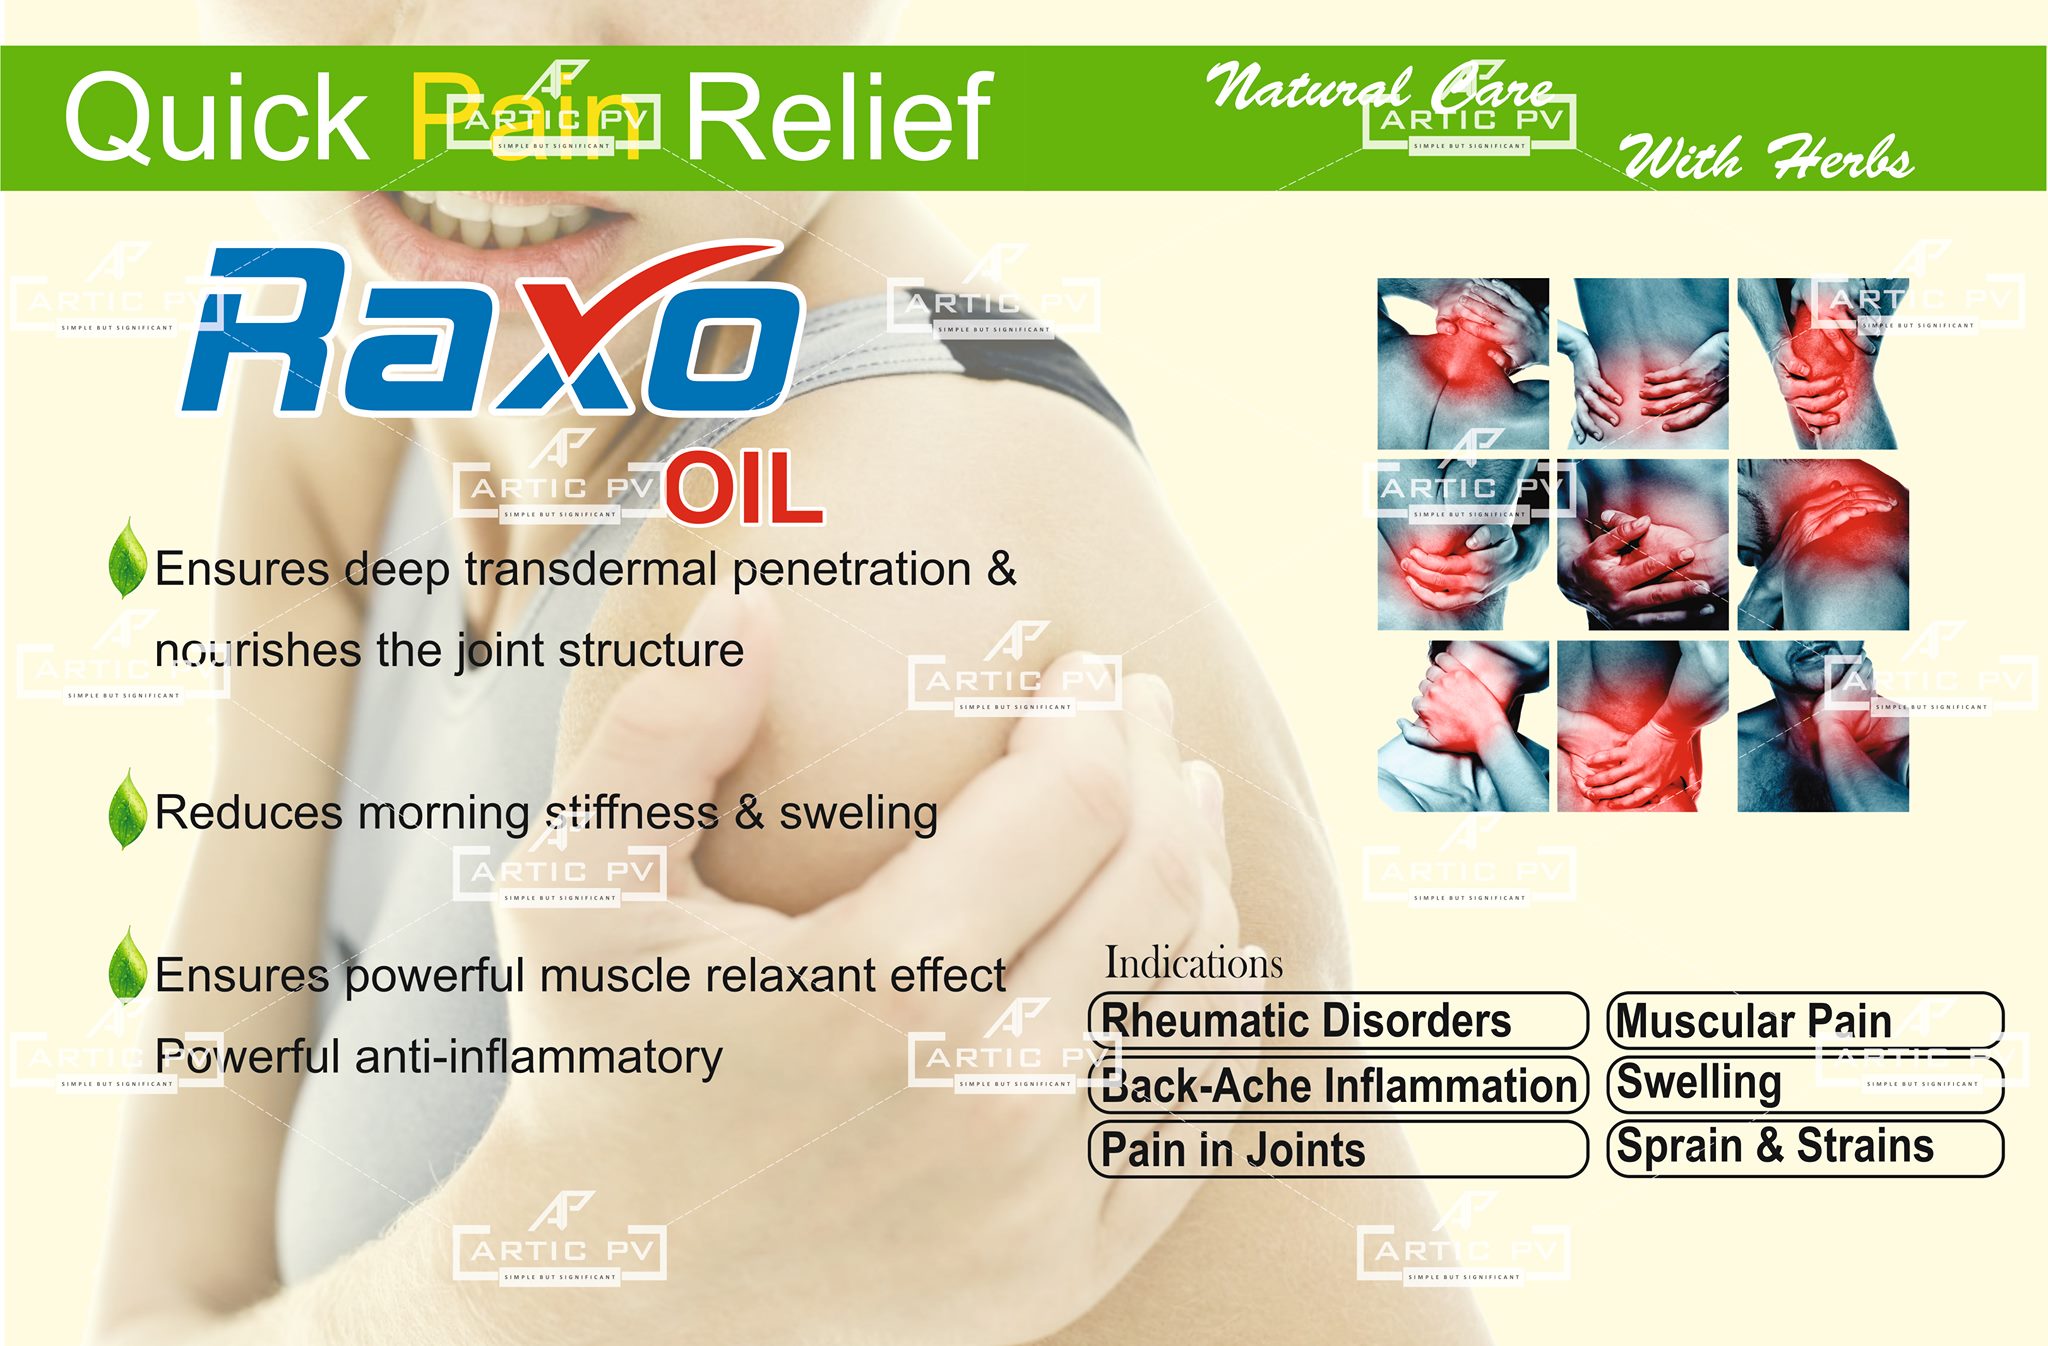 Quick Pain Relief
Natural Care
With Herbs
Raxo
OIL
Ensures deep transdermal penetration &
nourishes the joint structure
Reduces morning stiffness & sweling
Ensures powerful muscle relaxant effect
Powerful anti-inflammatory
Indications
Rheumatic Disorders
Muscular Pain
Back-Ache Inflammation
Swelling
Pain in Joints
Sprain & Strains
AP
ARTIC PV
SIMPLE BUT SIGNIFICANT